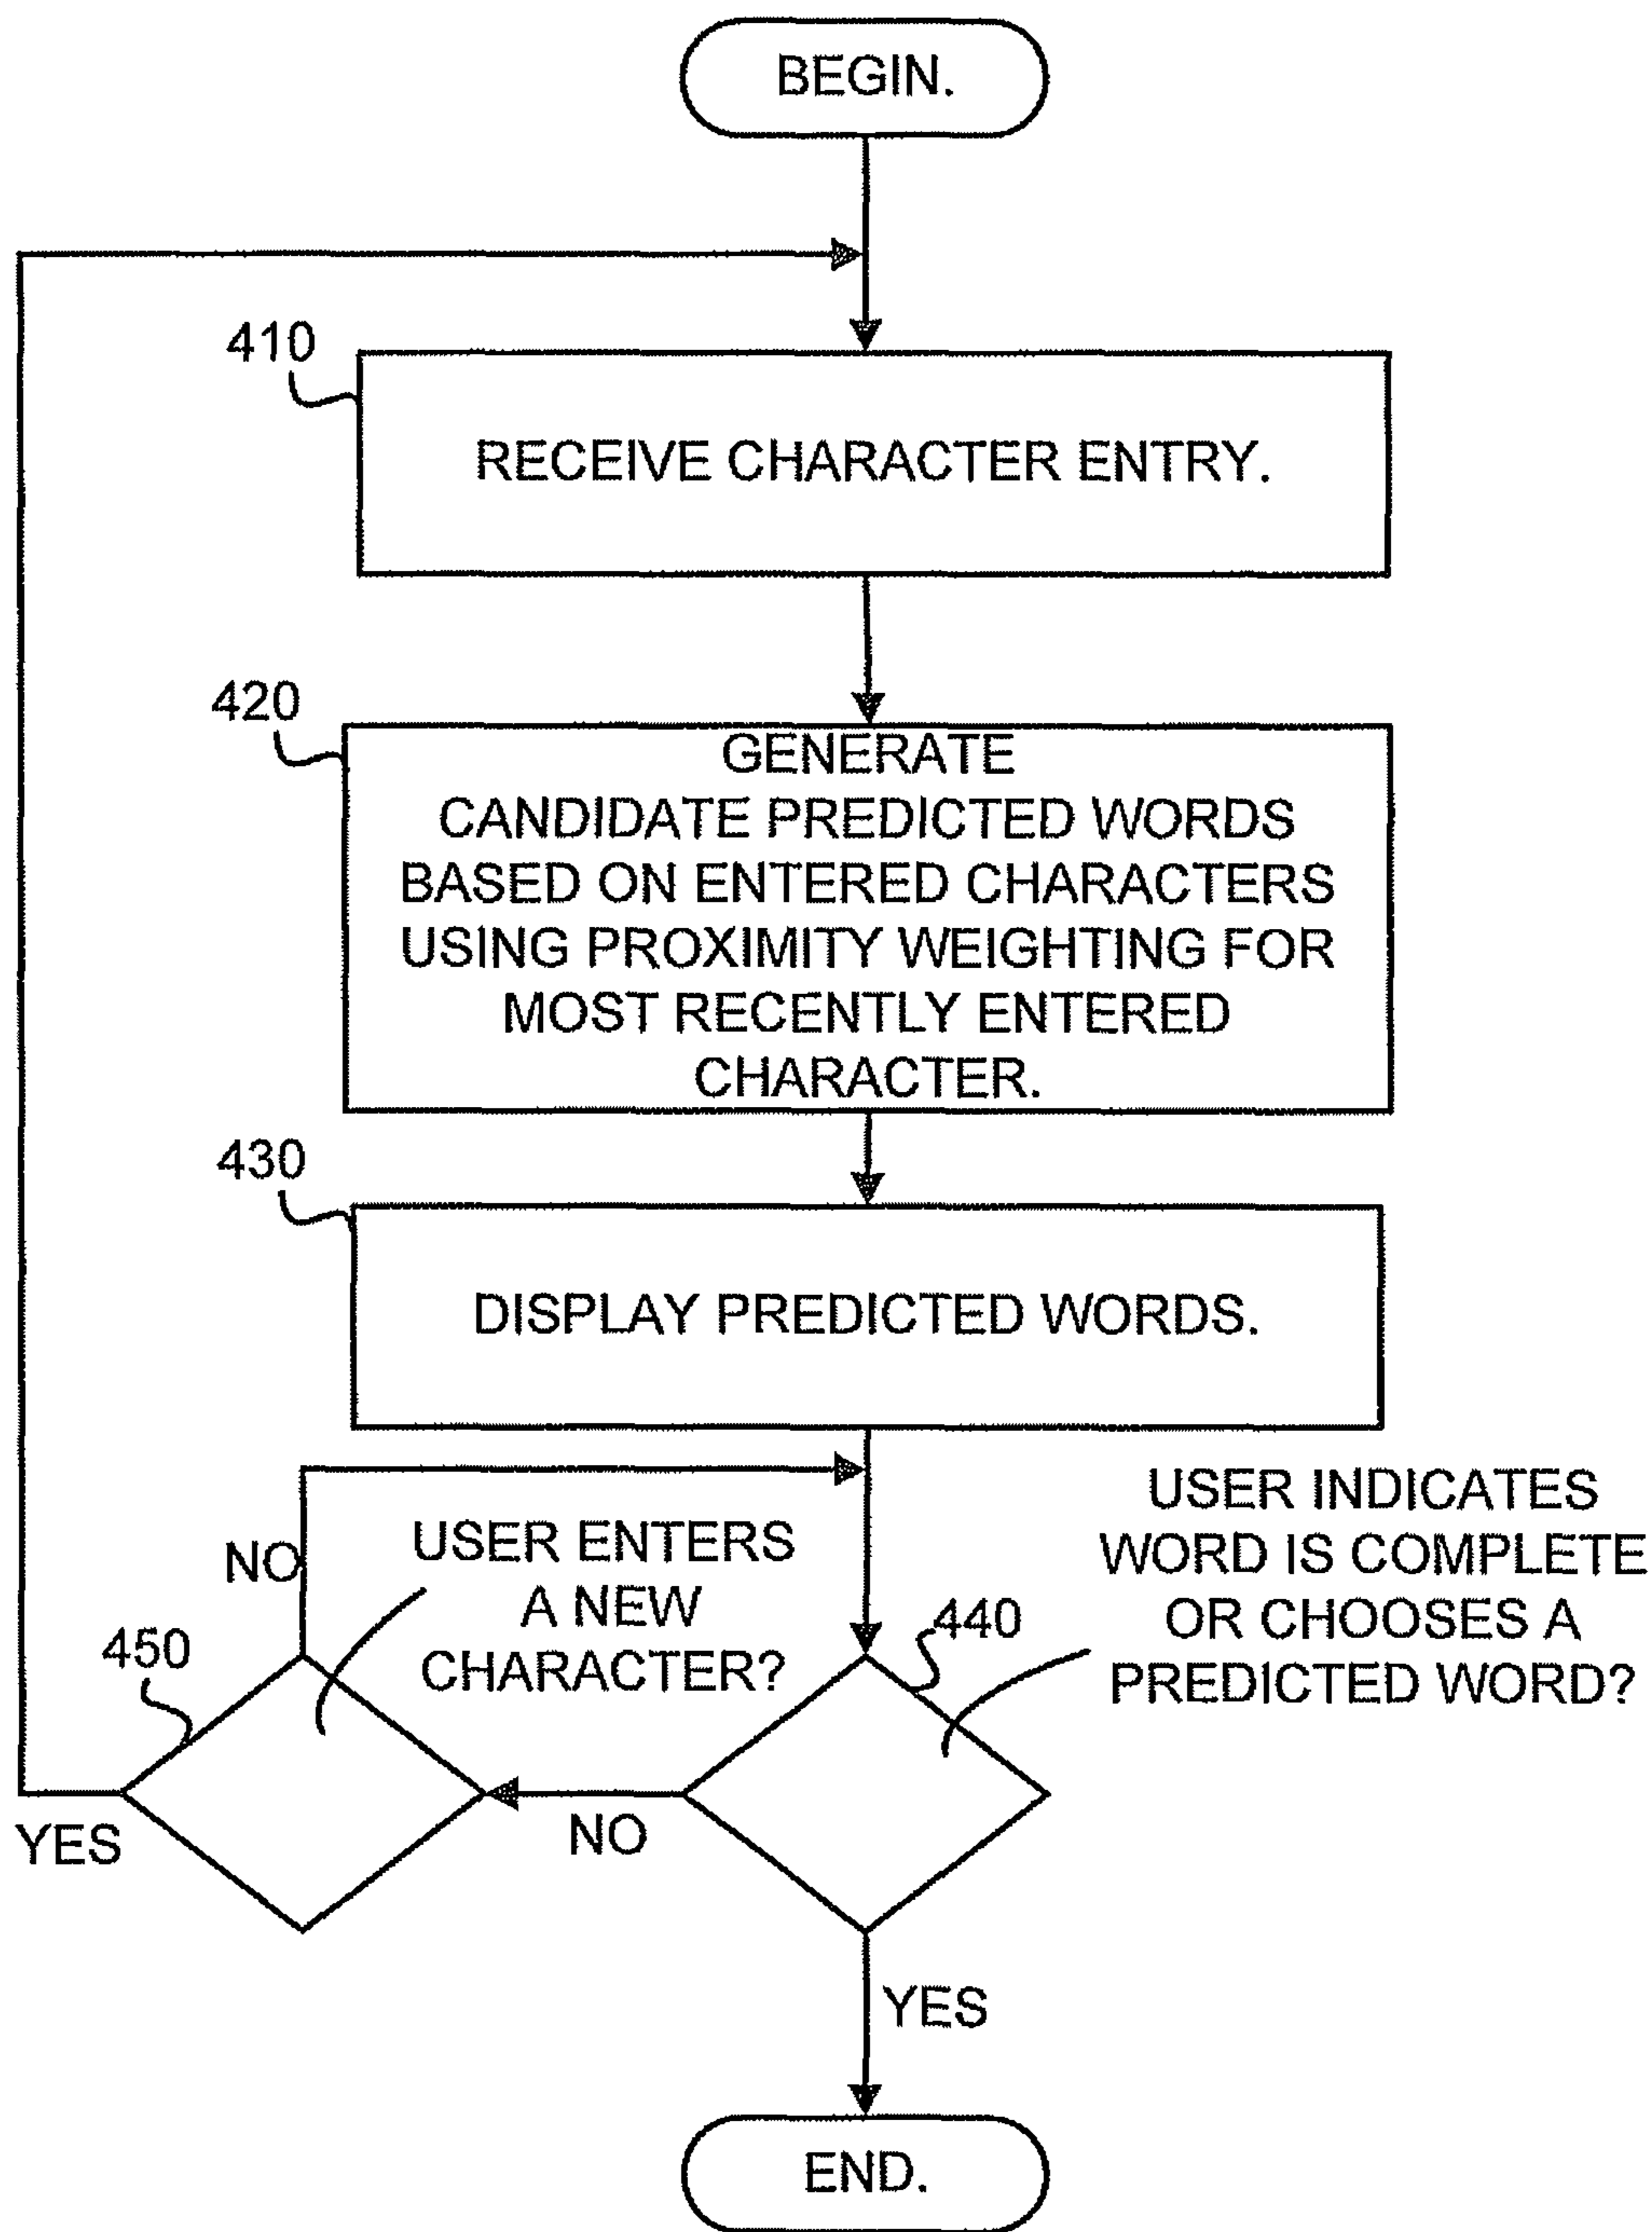 BEGIN.
410
RECEIVE CHARACTER ENTRY.
420
GENERATE
CANDIDATE PREDICTED WORDS
BASED ON ENTERED CHARACTERS
USING PROXIMITY WEIGHTING FOR
MOST RECENTLY ENTERED
CHARACTER.
430
DISPLAY PREDICTED WORDS.
NO
USER ENTERS
A NEW
CHARACTER?
450
USER INDICATES
WORD IS COMPLETE
OR CHOOSES A
PREDICTED WORD?
440
YES
NO
YES
END.